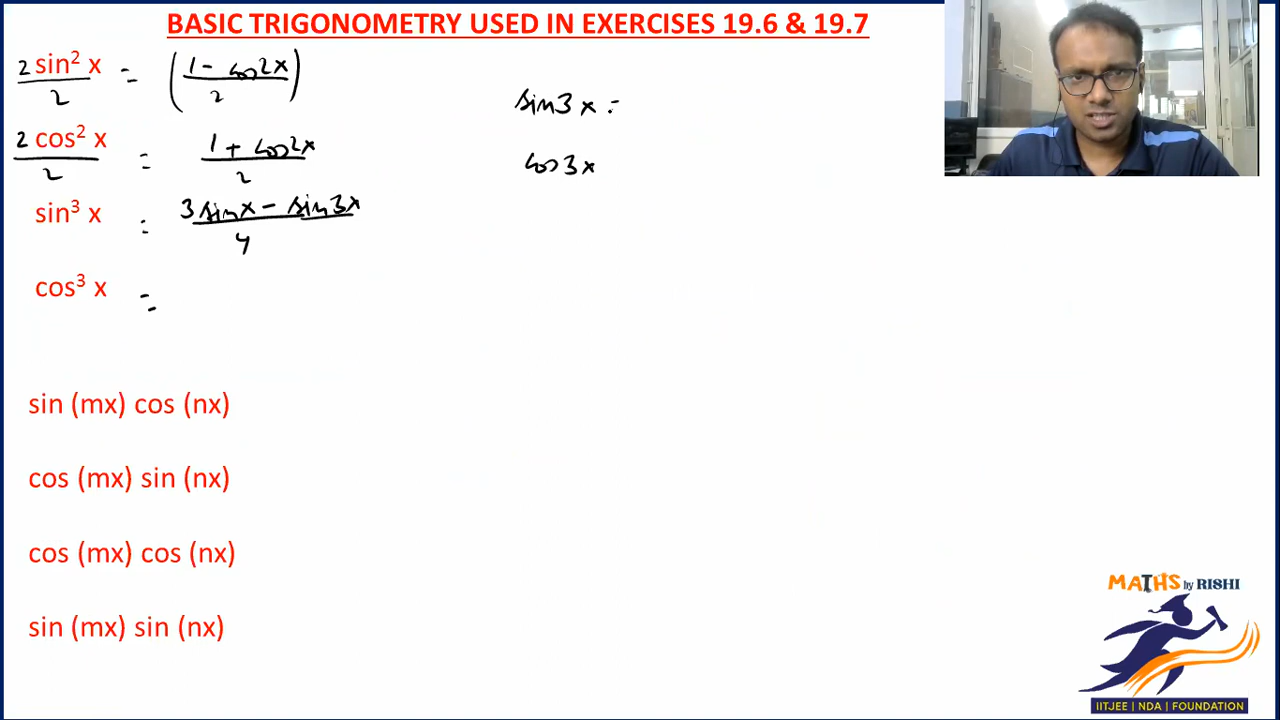 BASIC TRIGONOMETRY USED IN EXERCISES 19.6 & 19.7
2 sin² x / 2 = (1 - cos2x / 2)
2 cos² x / 2 = 1 + cos2x / 2
sin³ x = 3 sinx - sin3x / 4
cos³ x =
sin3x =
cos3x
sin (mx) cos (nx)
cos (mx) sin (nx)
cos (mx) cos (nx)
sin (mx) sin (nx)
MATHS by RISHI
IITJEE | NDA | FOUNDATION